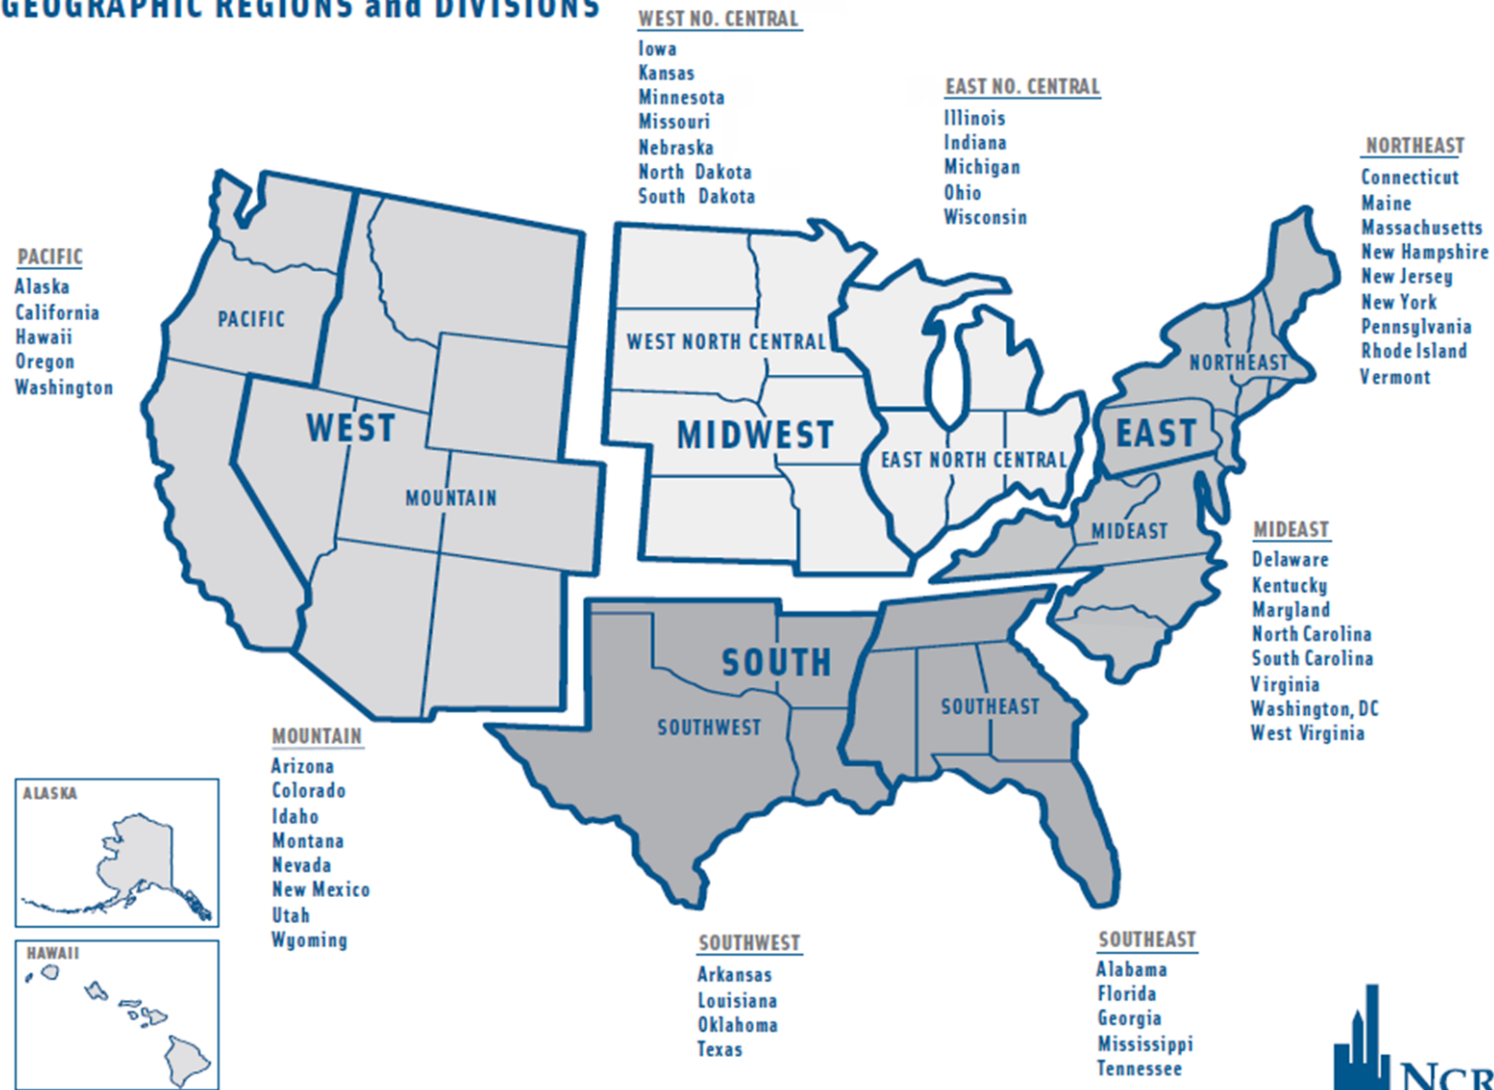 GEOGRAPHIC REGIONS and DIVISIONS
WEST NO. CENTRAL
Iowa
Kansas
Minnesota
Missouri
Nebraska
North Dakota
South Dakota
EAST NO. CENTRAL
Illinois
Indiana
Michigan
Ohio
Wisconsin
NORTHEAST
Connecticut
Maine
Massachusetts
New Hampshire
New Jersey
New York
Pennsylvania
Rhode Island
Vermont
PACIFIC
Alaska
California
Hawaii
Oregon
Washington
PACIFIC
WEST
MOUNTAIN
WEST NORTH CENTRAL
MIDWEST
EAST NORTH CENTRAL
NORTHEAST
EAST
MIDEAST
SOUTH
SOUTHWEST
SOUTHEAST
MIDEAST
Delaware
Kentucky
Maryland
North Carolina
South Carolina
Virginia
Washington, DC
West Virginia
MOUNTAIN
Arizona
Colorado
Idaho
Montana
Nevada
New Mexico
Utah
Wyoming
ALASKA
HAWAII
SOUTHWEST
Arkansas
Louisiana
Oklahoma
Texas
SOUTHEAST
Alabama
Florida
Georgia
Mississippi
Tennessee
NCR